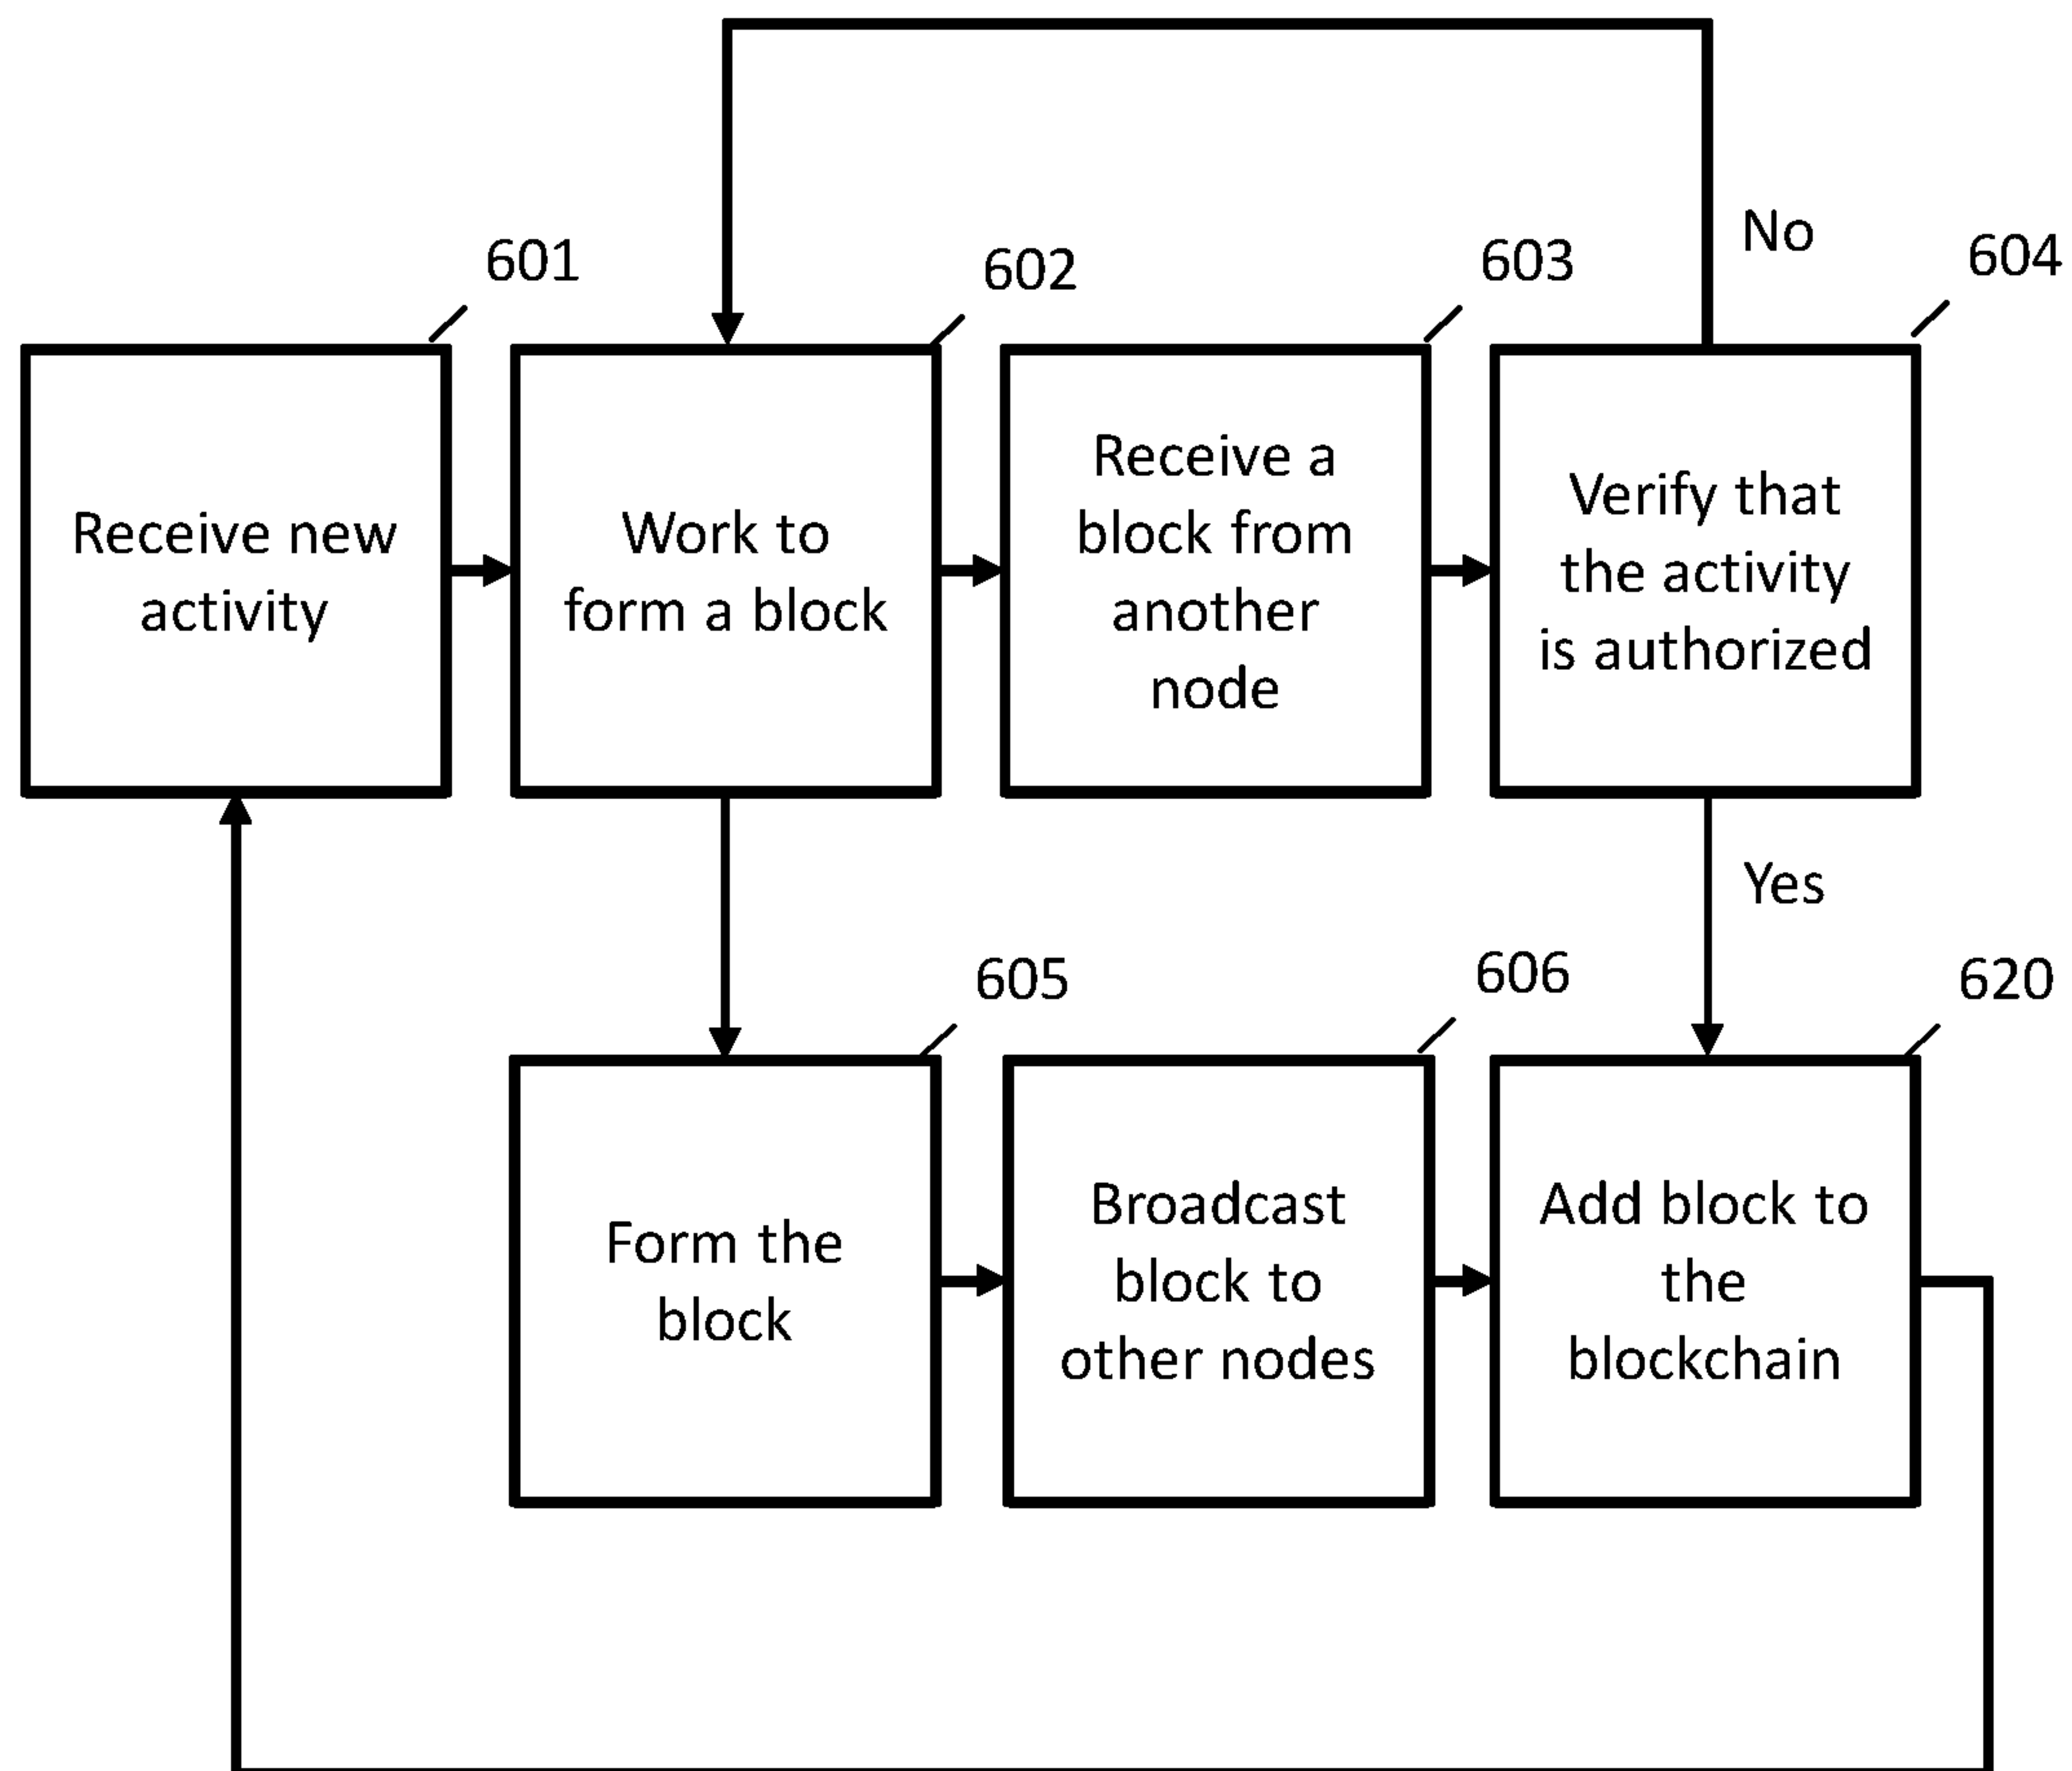 No
601
602
603
604
Receive new
activity
Work to
form a block
Receive a
block from
another
node
Verify that
the activity
is authorized
Yes
605
606
620
Form the
block
Broadcast
block to
other nodes
Add block to
the
blockchain